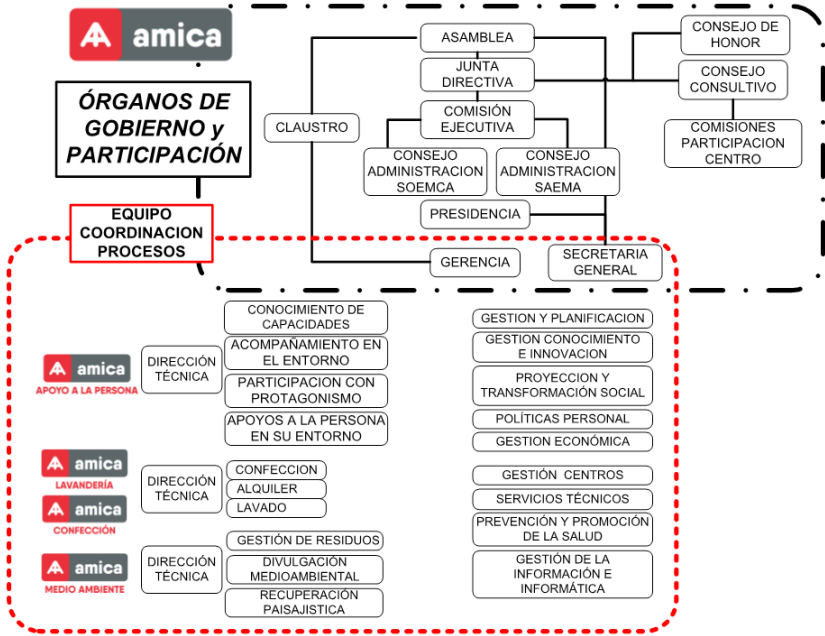 amica
ÓRGANOS DE
GOBIERNO y
PARTICIPACIÓN
EQUIPO
COORDINACION
PROCESOS
ASAMBLEA
JUNTA
DIRECTIVA
COMISIÓN
EJECUTIVA
CLAUSTRO
CONSEJO
ADMINISTRACION
SOEMCA
CONSEJO
ADMINISTRACION
SAEMA
CONSEJO DE
HONOR
CONSEJO
CONSULTIVO
COMISIONES
PARTICIPACION
CENTRO
PRESIDENCIA
GERENCIA
SECRETARIA
GENERAL
amica
APOYO A LA PERSONA
DIRECCIÓN
TÉCNICA
CONOCIMIENTO DE
CAPACIDADES
ACOMPAÑAMIENTO EN
EL ENTORNO
PARTICIPACION CON
PROTAGONISMO
APOYOS A LA PERSONA
EN SU ENTORNO
amica
LAVANDERÍA
amica
CONFECCIÓN
DIRECCIÓN
TÉCNICA
CONFECCION
ALQUILER
LAVADO
amica
MEDIO AMBIENTE
DIRECCIÓN
TÉCNICA
GESTIÓN DE RESIDUOS
DIVULGACIÓN
MEDIOAMBIENTAL
RECUPERACIÓN
PAISAJISTICA
GESTION Y PLANIFICACION
GESTION CONOCIMIENTO
E INNOVACION
PROYECCION Y
TRANSFORMACIÓN SOCIAL
POLÍTICAS PERSONAL
GESTION ECONÓMICA
GESTIÓN CENTROS
SERVICIOS TÉCNICOS
PREVENCIÓN Y PROMOCIÓN
DE LA SALUD
GESTIÓN DE LA
INFORMACIÓN E
INFORMÁTICA